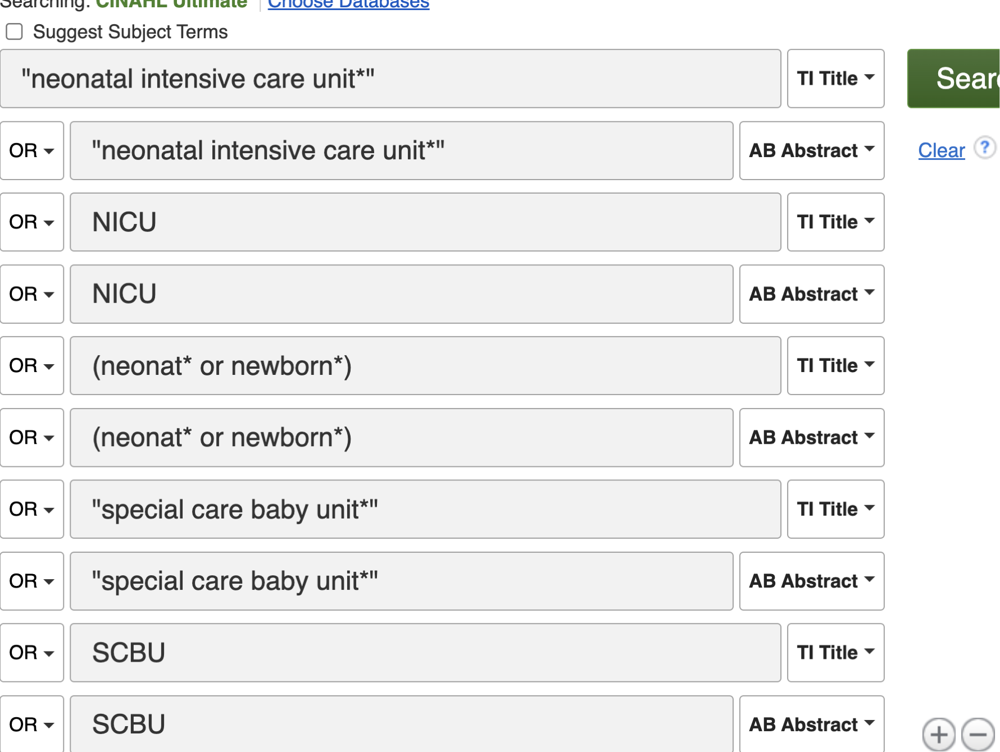 Searching: CINAHL Ultimate | Choose Databases
Suggest Subject Terms
"neonatal intensive care unit*" TI Title
OR "neonatal intensive care unit*" AB Abstract Clear ?
OR NICU TI Title
OR NICU AB Abstract
OR (neonat* or newborn*) TI Title
OR (neonat* or newborn*) AB Abstract
OR "special care baby unit*" TI Title
OR "special care baby unit*" AB Abstract
OR SCBU TI Title
OR SCBU AB Abstract